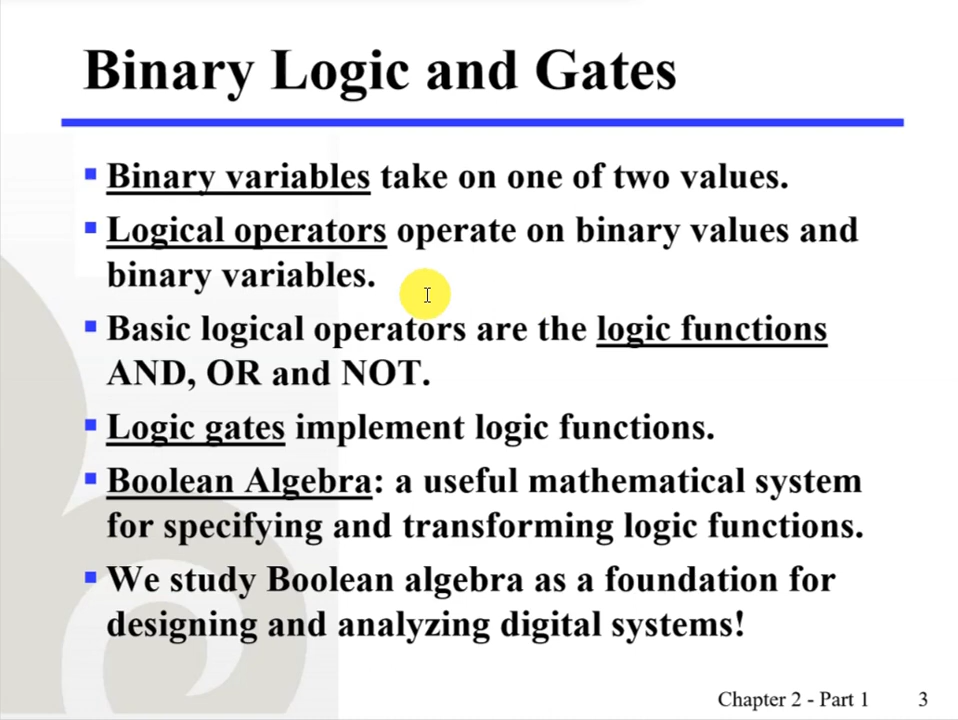 Binary Logic and Gates
Binary variables take on one of two values.
Logical operators operate on binary values and
binary variables.
Basic logical operators are the logic functions
AND, OR and NOT.
Logic gates implement logic functions.
Boolean Algebra: a useful mathematical system
for specifying and transforming logic functions.
We study Boolean algebra as a foundation for
designing and analyzing digital systems!
Chapter 2 - Part 1 3